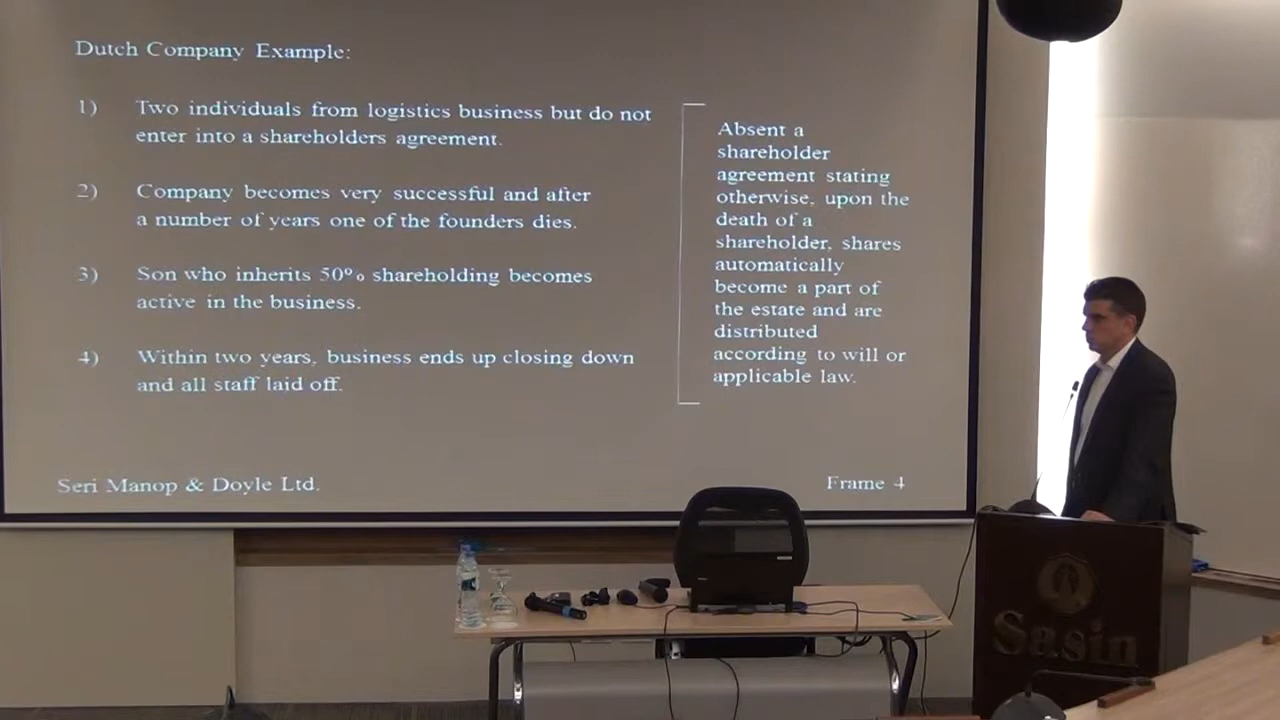 Dutch Company Example:
1) Two individuals from logistics business but do not
enter into a shareholders agreement.
2) Company becomes very successful and after
a number of years one of the founders dies.
3) Son who inherits 50% shareholding becomes
active in the business.
4) Within two years, business ends up closing down
and all staff laid off.
Absent a
shareholder
agreement stating
otherwise, upon the
death of a
shareholder, shares
automatically
become a part of
the estate and are
distributed
according to will or
applicable law.
Seri Manop & Doyle Ltd.
Frame 4
Sasin